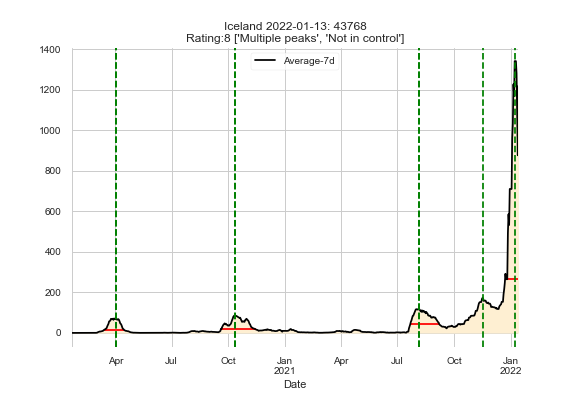 Iceland 2022-01-13: 43768
Rating:8 ['Multiple peaks', 'Not in control']
Average-7d
1400
1200
1000
800
600
400
200
0
Apr Jul Oct Jan Apr Jul Oct Jan
2021 2022
Date